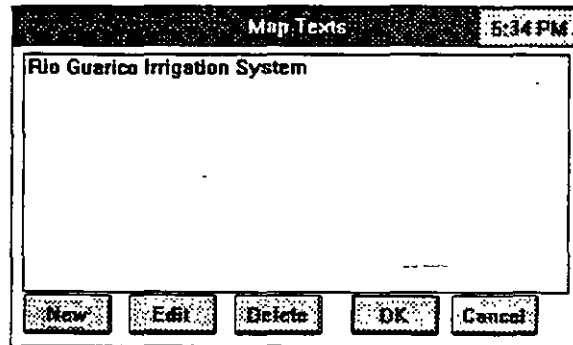 Map Texts 5:34 PM
Rio Guarico Irrigation System
New Edit Delete OK Cancel